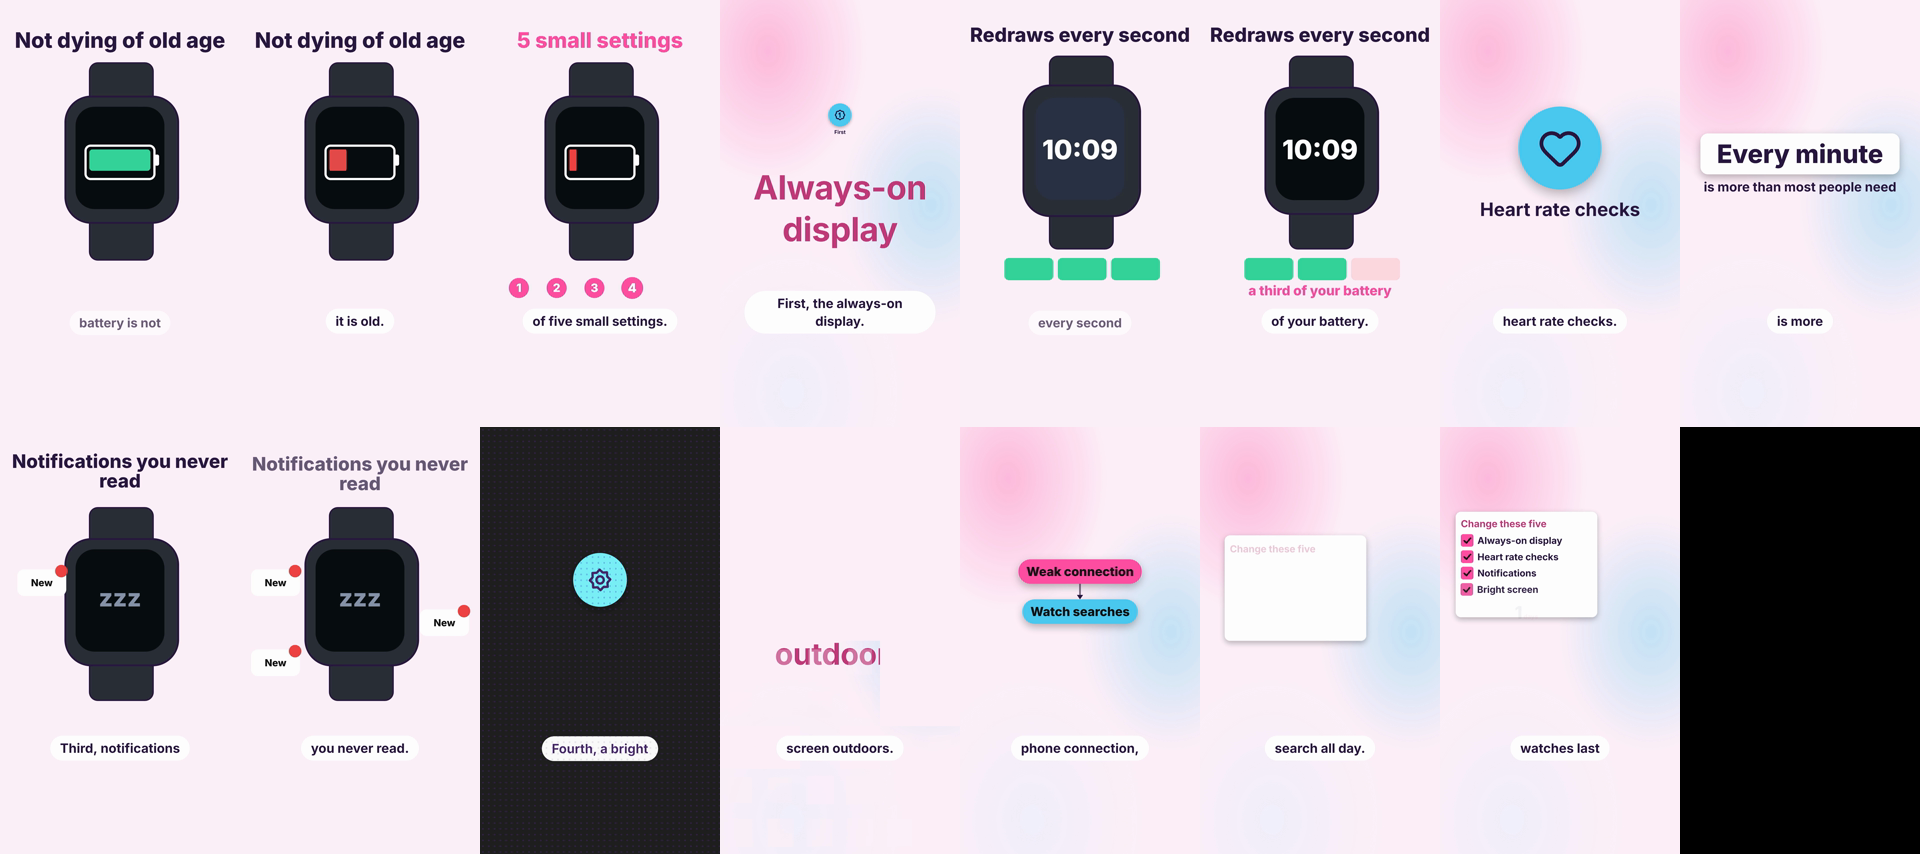 Not dying of old age
battery is not
Not dying of old age
it is old.
5 small settings
1 2 3 4
of five small settings.
1
First
Always-on
display
First, the always-on
display.
Redraws every second
10:09
every second
Redraws every second
10:09
a third of your battery
of your battery.
Heart rate checks
heart rate checks.
Every minute
is more than most people need
is more
Notifications you never
read
New
zzz
Third, notifications
Notifications you never
read
New
zzz
New
New
you never read.
Fourth, a bright
outdoor
screen outdoors.
Weak connection
Watch searches
phone connection,
Change these five
search all day.
Change these five
Always-on display
Heart rate checks
Notifications
Bright screen
watches last